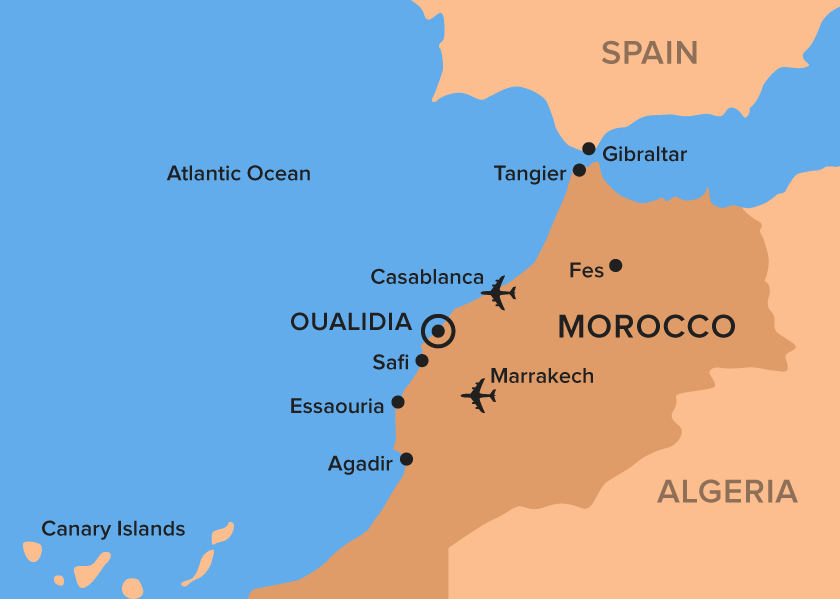 SPAIN
Gibraltar
Atlantic Ocean
Tangier
Fes
Casablanca
OUALIDIA
MOROCCO
Safi
Marrakech
Essaouria
Agadir
ALGERIA
Canary Islands